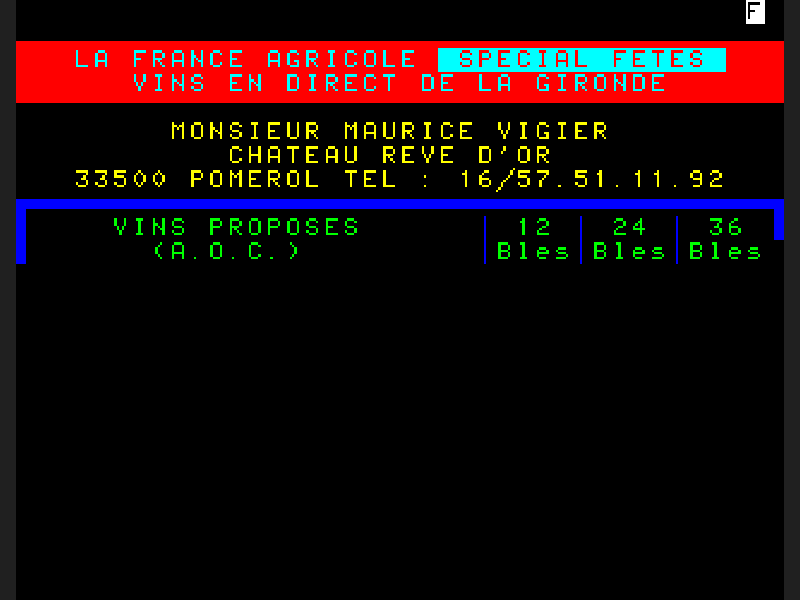 F
LA FRANCE AGRICOLE SPECIAL FETES
VINS EN DIRECT DE LA GIRONDE
MONSIEUR MAURICE VIGIER
CHATEAU REVE D'OR
33500 POMEROL TEL : 16/57.51.11.92
VINS PROPOSES 12 24 36
(A.O.C.) Bles Bles Bles